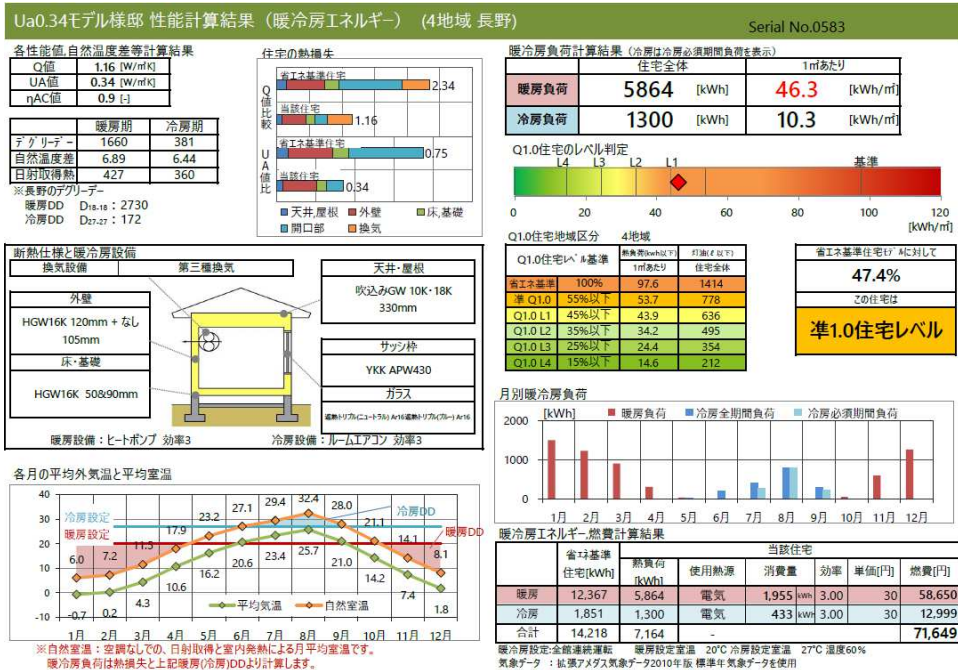 Ua0.34モデル様邸 性能計算結果（暖冷房エネルギー） (4地域 長野)
Serial No.0583
各性能値,自然温度差等計算結果
Q値 1.16 [W/㎡K]
UA値 0.34 [W/㎡K]
ηAC値 0.9 [-]
暖房期 冷房期
デグリーデー 1660 381
自然温度差 6.89 6.44
日射取得熱 427 360
※長野のデグリーデー
暖房DD D18-18：2730
冷房DD D27-27：172
住宅の熱損失
Q値比較
省エネ基準住宅
2.34
当該住宅
1.16
UA値比
省エネ基準住宅
0.75
当該住宅
0.34
天井,屋根 外壁 床,基礎
開口部 換気
暖冷房負荷計算結果（冷房は冷房必須期間負荷を表示）
住宅全体 1㎡あたり
暖房負荷 5864 [kWh] 46.3 [kWh/㎡]
冷房負荷 1300 [kWh] 10.3 [kWh/㎡]
Q1.0住宅のレベル判定
L4 L3 L2 L1 基準
0 20 40 60 80 100 120
[kWh/㎡]
断熱仕様と暖冷房設備
換気設備 第三種換気
外壁
HGW16K 120mm + なし
105mm
床・基礎
HGW16K 50&90mm
天井・屋根
吹込みGW 10K・18K
330mm
サッシ枠
YKK APW430
ガラス
遮熱トリプル(ニュートラル) Ar16遮熱トリプル(ブルー) Ar16
暖房設備：ヒートポンプ 効率3
冷房設備：ルームエアコン 効率3
Q1.0住宅地域区分 4地域
Q1.0住宅レベル基準 熱負荷(kwh以下) 灯油(ℓ以下)
1㎡あたり 住宅全体
省エネ基準 100% 97.6 1414
準 Q1.0 55%以下 53.7 778
Q1.0 L1 45%以下 43.9 636
Q1.0 L2 35%以下 34.2 495
Q1.0 L3 25%以下 24.4 354
Q1.0 L4 15%以下 14.6 212
省エネ基準住宅モデルに対して
47.4%
この住宅は
準1.0住宅レベル
月別暖冷房負荷
[kWh] 暖房負荷 冷房全期間負荷 冷房必須期間負荷
2000
1000
0
1月 2月 3月 4月 5月 6月 7月 8月 9月 10月 11月 12月
各月の平均外気温と平均室温
40
30
20
10
0
-10
冷房設定
暖房設定
冷房DD
暖房DD
6.0 7.2 11.5 17.9 23.2 27.1 29.4 32.4 28.0 21.1 14.1 8.1
-0.7 0.2 4.3 10.6 16.2 20.6 23.4 25.7 21.0 14.2 7.4 1.8
平均気温 自然室温
1月 2月 3月 4月 5月 6月 7月 8月 9月 10月 11月 12月
※自然室温：空調なしでの、日射取得と室内発熱による月平均室温です。
暖冷房負荷は熱損失と上記暖房(冷房)DDより計算します。
暖冷房エネルギー,燃費計算結果
省エネ基準住宅[kWh] 当該住宅
熱負荷[kWh] 使用熱源 消費量 効率 単価[円] 燃費[円]
暖房 12,367 5,864 電気 1,955 kWh 3.00 30 58,650
冷房 1,851 1,300 電気 433 kWh 3.00 30 12,999
合計 14,218 7,164 - 71,649
暖冷房設定:全館連続運転 暖房設定室温 20℃ 冷房設定室温 27℃ 湿度60%
気象データ：拡張アメダス気象データ2010年版 標準年気象データを使用